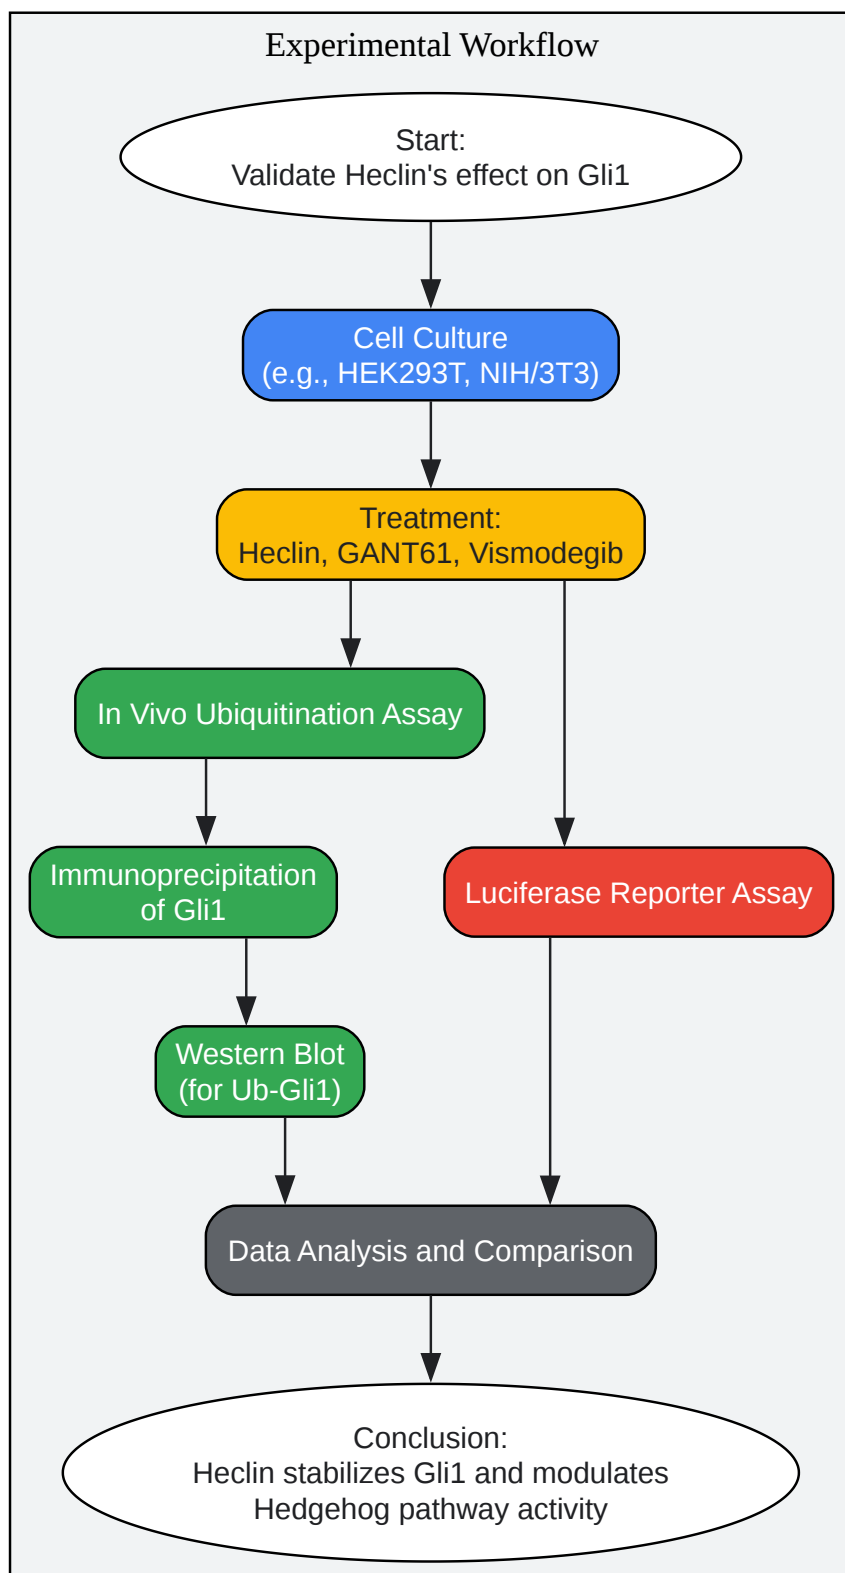 Experimental Workflow
Start:
Validate Heclin's effect on Gli1
Cell Culture
(e.g., HEK293T, NIH/3T3)
Treatment:
Heclin, GANT61, Vismodegib
In Vivo Ubiquitination Assay
Immunoprecipitation
of Gli1
Luciferase Reporter Assay
Western Blot
(for Ub-Gli1)
Data Analysis and Comparison
Conclusion:
Heclin stabilizes Gli1 and modulates
Hedgehog pathway activity